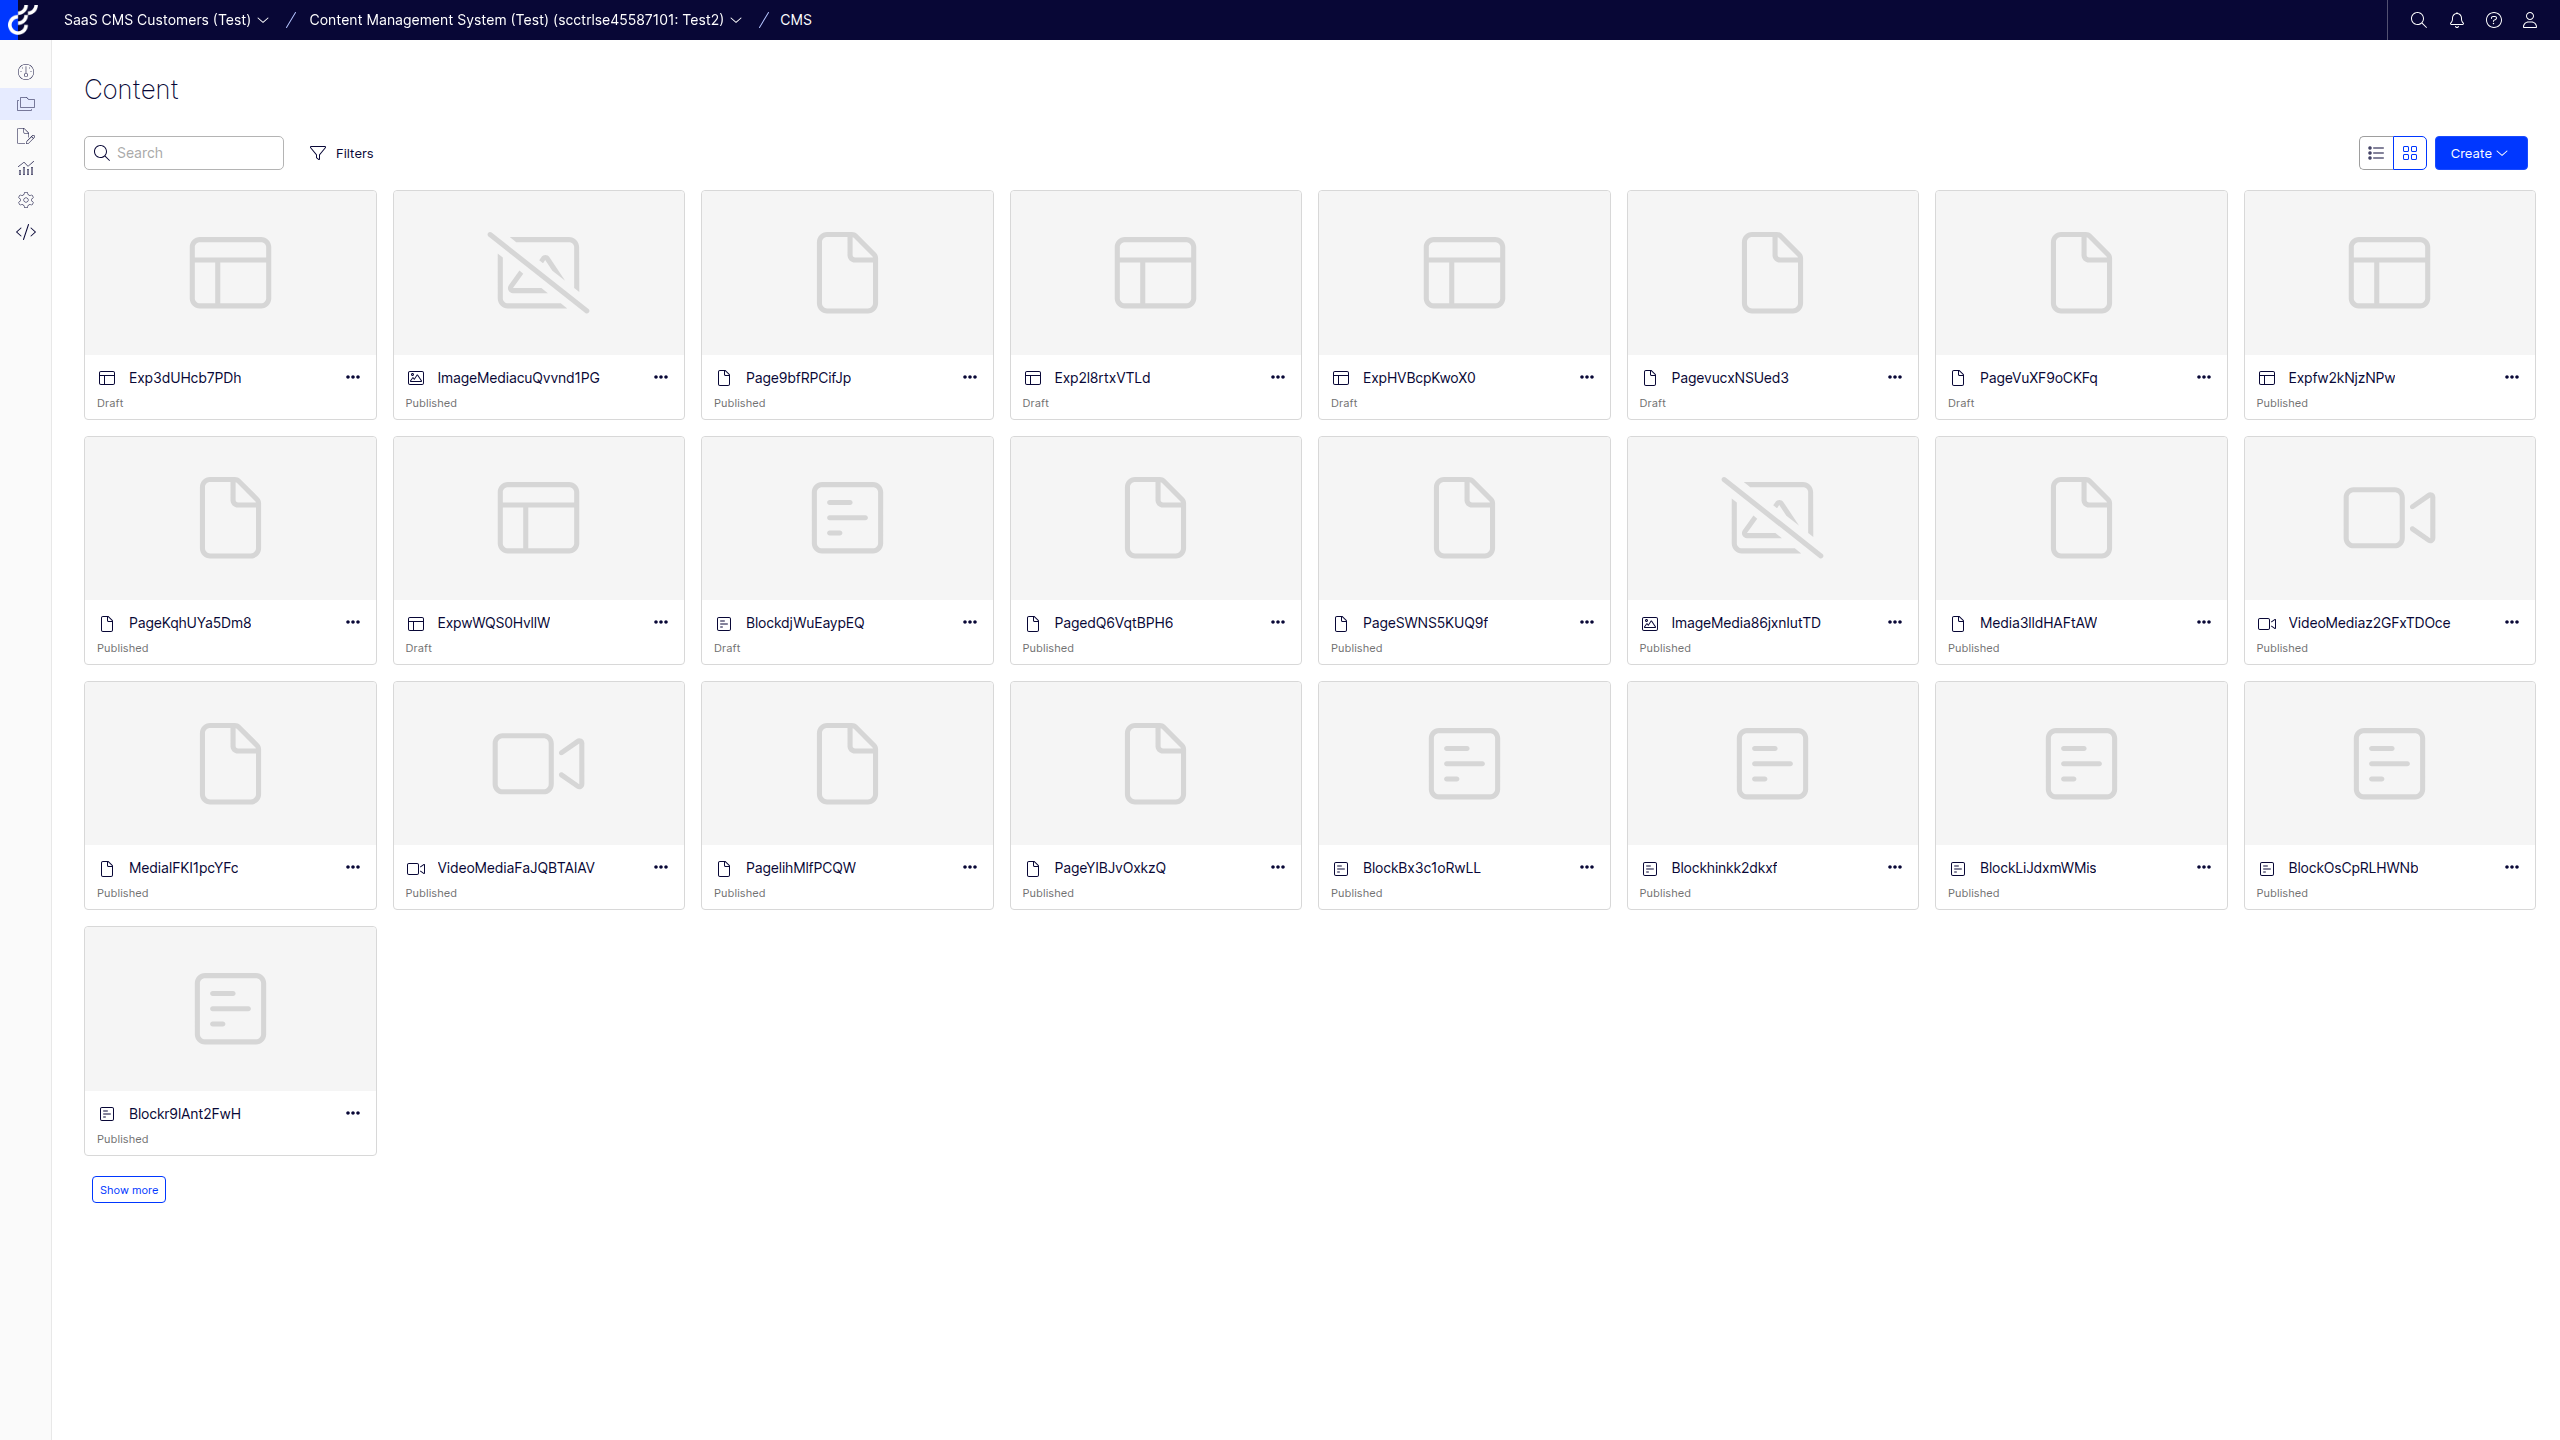 SaaS CMS Customers (Test) / Content Management System (Test) (scctrlse45587101: Test2) / CMS
Content
Search
Filters
Create
Exp3dUHcb7PDh
Draft
ImageMediacuQvvnd1PG
Published
Page9bfRPCifJp
Published
Exp2l8rtxVTLd
Draft
ExpHVBcpKwoX0
Draft
PagevucxNSUed3
Draft
PageVuXF9oCKFq
Draft
Expfw2kNjzNPw
Published
PageKqhUYa5Dm8
Published
ExpwWQS0HvllW
Draft
BlockdjWuEaypEQ
Draft
PagedQ6VqtBPH6
Published
PageSWNS5KUQ9f
Published
ImageMedia86jxnlutTD
Published
Media3lldHAFtAW
Published
VideoMediaz2GFxTDOce
Published
MedialFKl1pcYFc
Published
VideoMediaFaJQBTAIAV
Published
PagelihMlfPCQW
Published
PageYlBJvOxkzQ
Published
BlockBx3c1oRwLL
Published
Blockhinkk2dkxf
Published
BlockLiJdxmWMis
Published
BlockOsCpRLHWNb
Published
Blockr9lAnt2FwH
Published
Show more